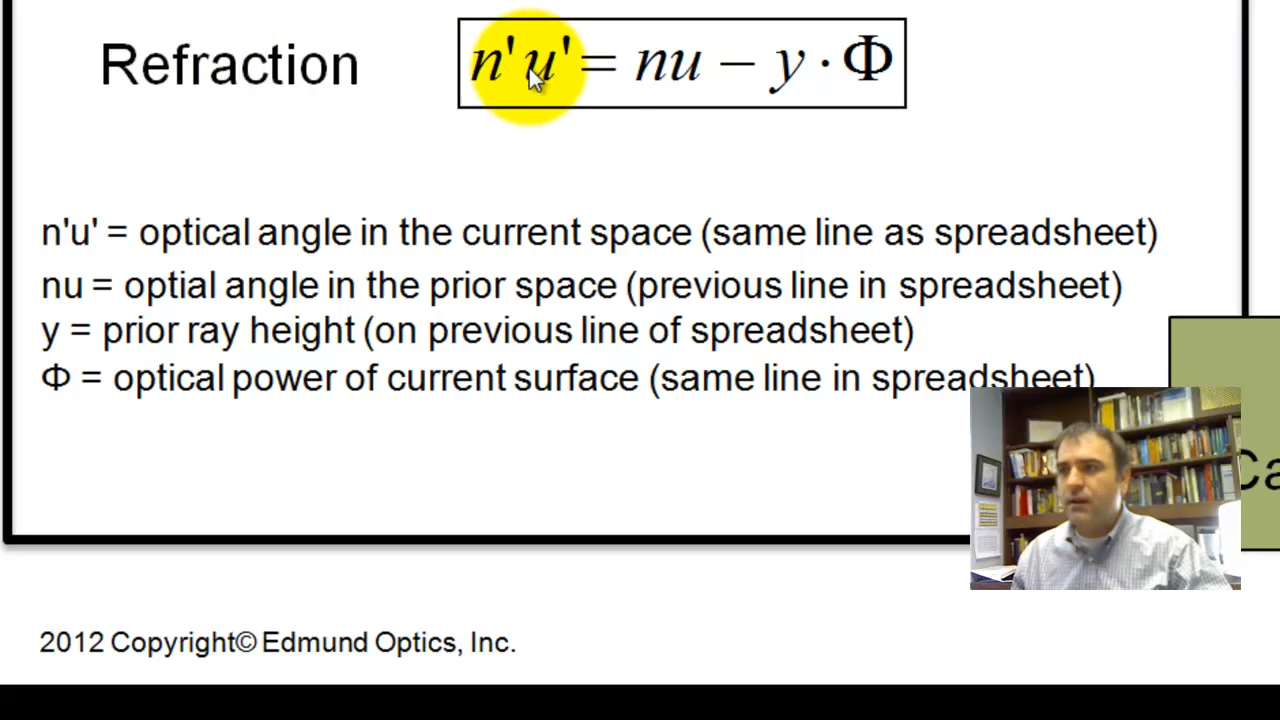 Refraction
n'u' = nu − y · Φ
n'u' = optical angle in the current space (same line as spreadsheet)
nu = optial angle in the prior space (previous line in spreadsheet)
y = prior ray height (on previous line of spreadsheet)
Φ = optical power of current surface (same line in spreadsheet)
Ca
2012 Copyright© Edmund Optics, Inc.